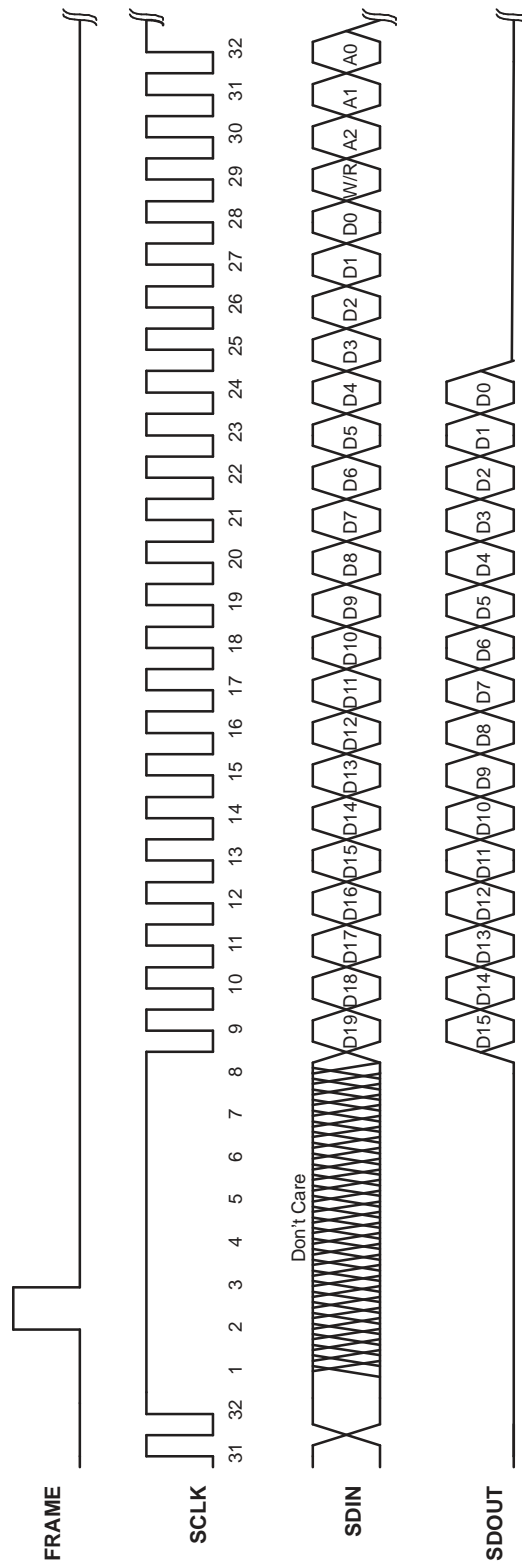 FRAME
SCLK
31 32 1 2 3 4 5 6 7 8 9 10 11 12 13 14 15 16 17 18 19 20 21 22 23 24 25 26 27 28 29 30 31 32
Don't Care
SDIN
D19 D18 D17 D16 D15 D14 D13 D12 D11 D10 D9 D8 D7 D6 D5 D4 D3 D2 D1 D0 W/R A2 A1 A0
SDOUT
D15 D14 D13 D12 D11 D10 D9 D8 D7 D6 D5 D4 D3 D2 D1 D0